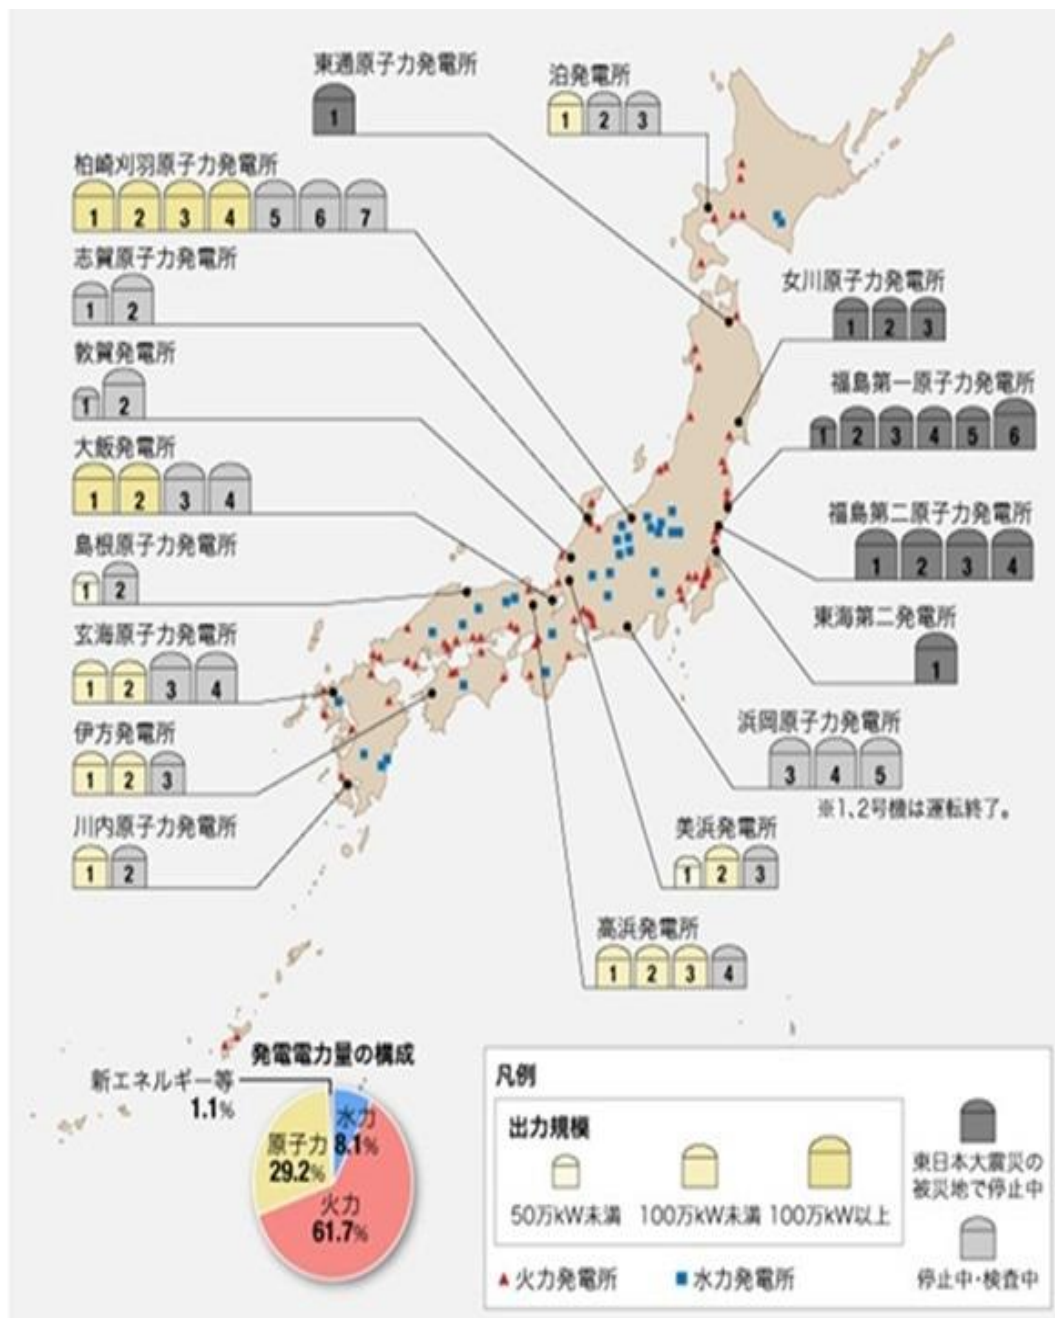 東通原子力発電所
1
泊発電所
1 2 3
柏崎刈羽原子力発電所
1 2 3 4 5 6 7
志賀原子力発電所
1 2
敦賀発電所
1 2
大飯発電所
1 2 3 4
島根原子力発電所
1 2
玄海原子力発電所
1 2 3 4
伊方発電所
1 2 3
川内原子力発電所
1 2
女川原子力発電所
1 2 3
福島第一原子力発電所
1 2 3 4 5 6
福島第二原子力発電所
1 2 3 4
東海第二発電所
1
浜岡原子力発電所
3 4 5
※1、2号機は運転終了。
美浜発電所
1 2 3
高浜発電所
1 2 3 4
発電電力量の構成
新エネルギー等
1.1%
水力
8.1%
原子力
29.2%
火力
61.7%
凡例
出力規模
50万kW未満 100万kW未満 100万kW以上
東日本大震災の
被災地で停止中
停止中・検査中
▲火力発電所 ■水力発電所